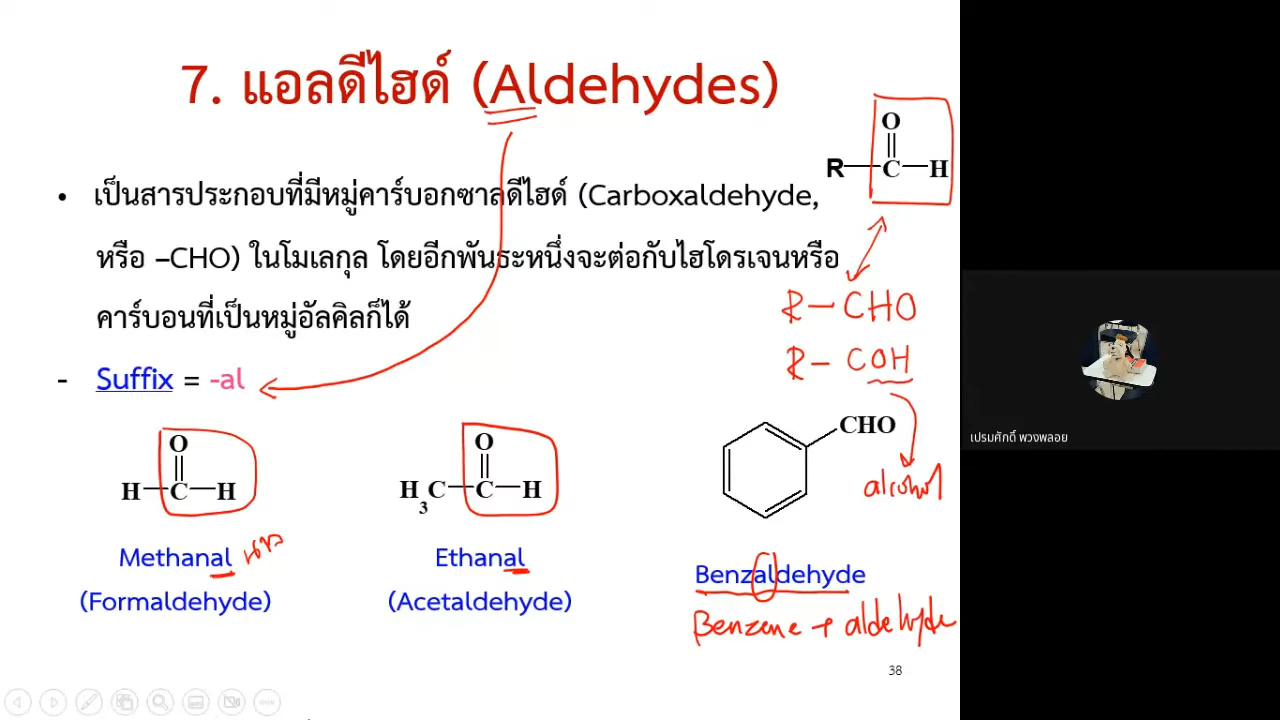 7. แอลดีไฮด์ (Aldehydes)
O
R—C—H
• เป็นสารประกอบที่มีหมู่คาร์บอกซาลดีไฮด์ (Carboxaldehyde,
หรือ –CHO) ในโมเลกุล โดยอีกพันธะหนึ่งจะต่อกับไฮโดรเจนหรือ
คาร์บอนที่เป็นหมู่อัลคิลก็ได้
R – CHO
R – COH
alcohol
- Suffix = -al
O
H—C—H
O
H3C—C—H
CHO
Methanal
Ethanal
Benzaldehyde
(Formaldehyde)
(Acetaldehyde)
Benzene + aldehyde
38
เปรมศักดิ์ พวงพลอย